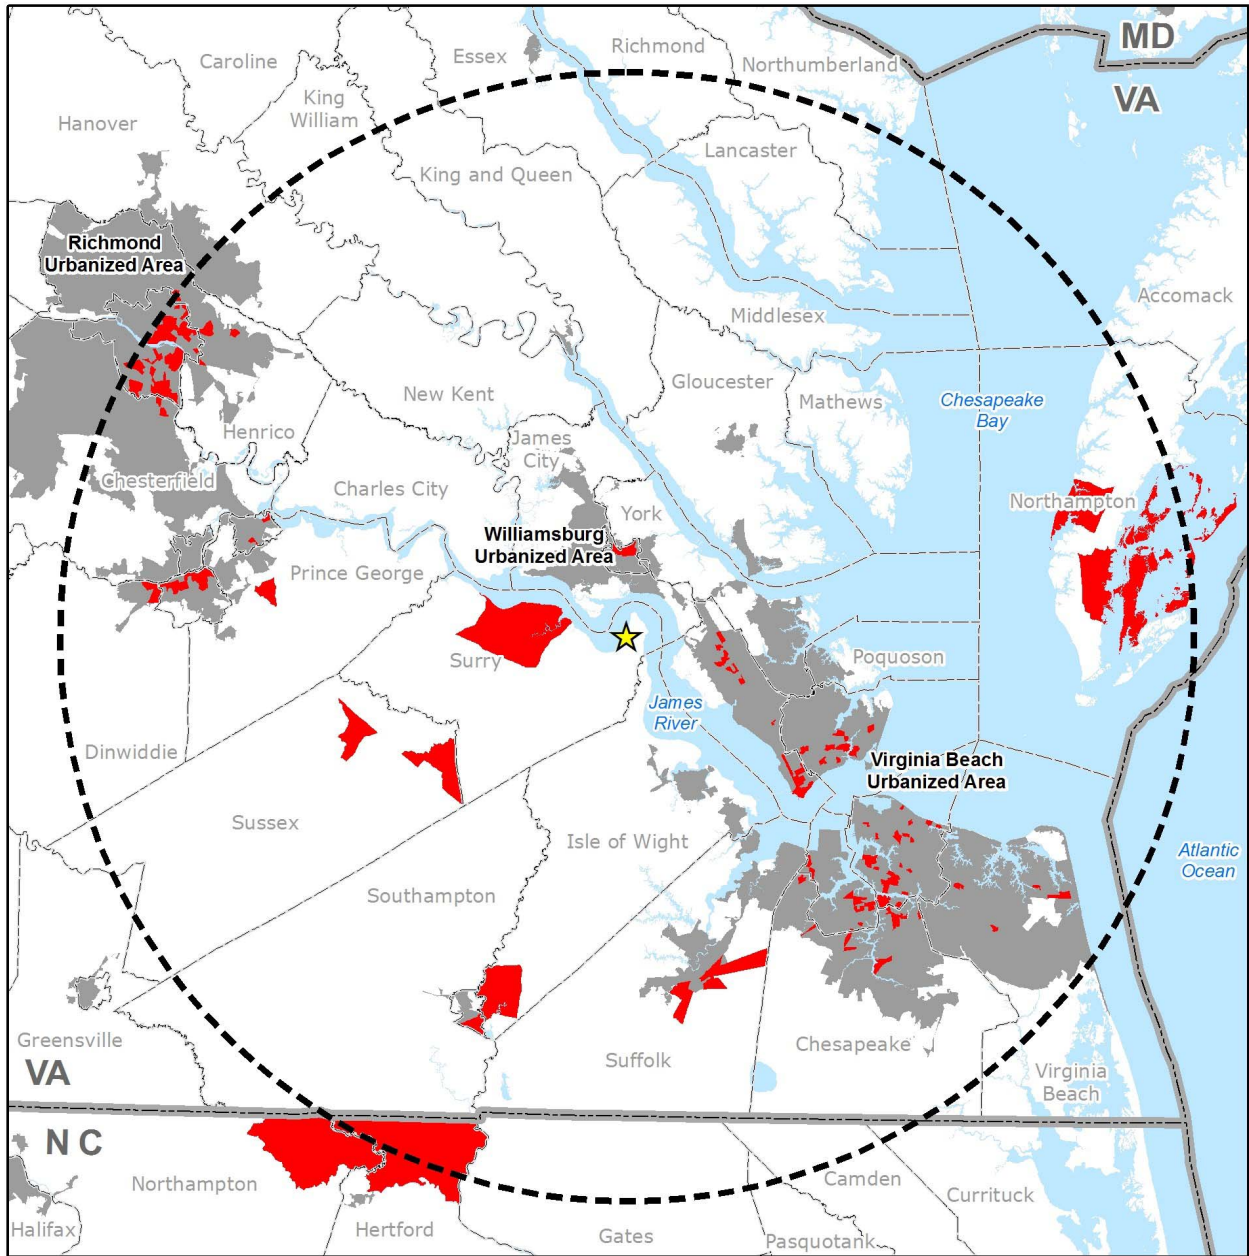 MD
VA
Essex
Richmond
Northumberland
Caroline
King
William
Hanover
Lancaster
King and Queen
Richmond
Urbanized Area
Accomack
Middlesex
Gloucester
New Kent
Mathews
Chesapeake
Bay
Henrico
James
City
Chesterfield
Charles City
Northampton
York
Williamsburg
Urbanized Area
Prince George
Surry
Poquoson
James
River
Dinwiddie
Virginia Beach
Urbanized Area
Sussex
Isle of Wight
Atlantic
Ocean
Southampton
Greensville
Suffolk
Chesapeake
Virginia
Beach
VA
NC
Northampton
Camden
Currituck
Halifax
Hertford
Gates
Pasquotank